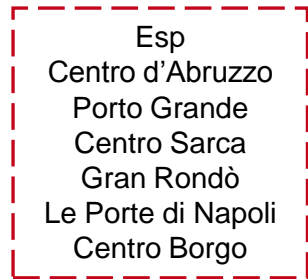 Esp
Centro d’Abruzzo
Porto Grande
Centro Sarca
Gran Rondò
Le Porte di Napoli
Centro Borgo